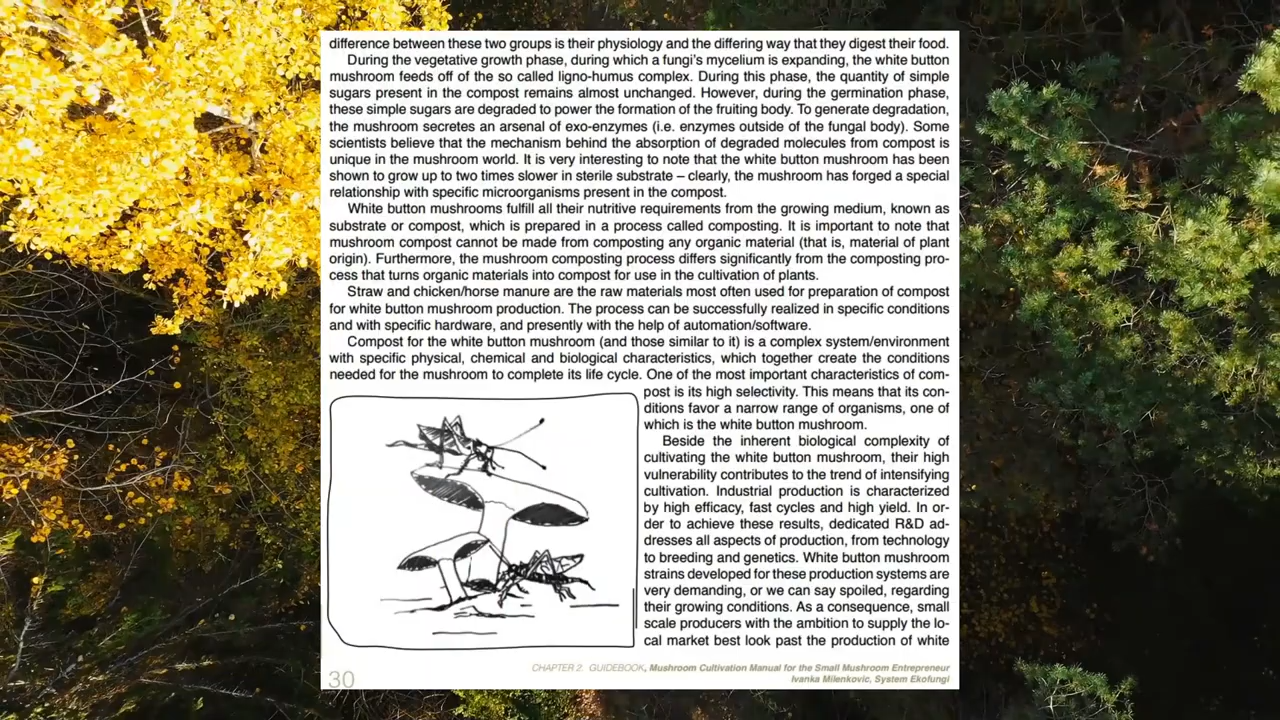 difference between these two groups is their physiology and the differing way that they digest their food.
During the vegetative growth phase, during which a fungi's mycelium is expanding, the white button
mushroom feeds off of the so called ligno-humus complex. During this phase, the quantity of simple
sugars present in the compost remains almost unchanged. However, during the germination phase,
these simple sugars are degraded to power the formation of the fruiting body. To generate degradation,
the mushroom secretes an arsenal of exo-enzymes (i.e. enzymes outside of the fungal body). Some
scientists believe that the mechanism behind the absorption of degraded molecules from compost is
unique in the mushroom world. It is very interesting to note that the white button mushroom has been
shown to grow up to two times slower in sterile substrate – clearly, the mushroom has forged a special
relationship with specific microorganisms present in the compost.
White button mushrooms fulfill all their nutritive requirements from the growing medium, known as
substrate or compost, which is prepared in a process called composting. It is important to note that
mushroom compost cannot be made from composting any organic material (that is, material of plant
origin). Furthermore, the mushroom composting process differs significantly from the composting pro-
cess that turns organic materials into compost for use in the cultivation of plants.
Straw and chicken/horse manure are the raw materials most often used for preparation of compost
for white button mushroom production. The process can be successfully realized in specific conditions
and with specific hardware, and presently with the help of automation/software.
Compost for the white button mushroom (and those similar to it) is a complex system/environment
with specific physical, chemical and biological characteristics, which together create the conditions
needed for the mushroom to complete its life cycle. One of the most important characteristics of com-
post is its high selectivity. This means that its con-
ditions favor a narrow range of organisms, one of
which is the white button mushroom.
Beside the inherent biological complexity of
cultivating the white button mushroom, their high
vulnerability contributes to the trend of intensifying
cultivation. Industrial production is characterized
by high efficacy, fast cycles and high yield. In or-
der to achieve these results, dedicated R&D ad-
dresses all aspects of production, from technology
to breeding and genetics. White button mushroom
strains developed for these production systems are
very demanding, or we can say spoiled, regarding
their growing conditions. As a consequence, small
scale producers with the ambition to supply the lo-
cal market best look past the production of white
CHAPTER 2. GUIDEBOOK, Mushroom Cultivation Manual for the Small Mushroom Entrepreneur
Ivanka Milenkovic, System Ekofungi
30